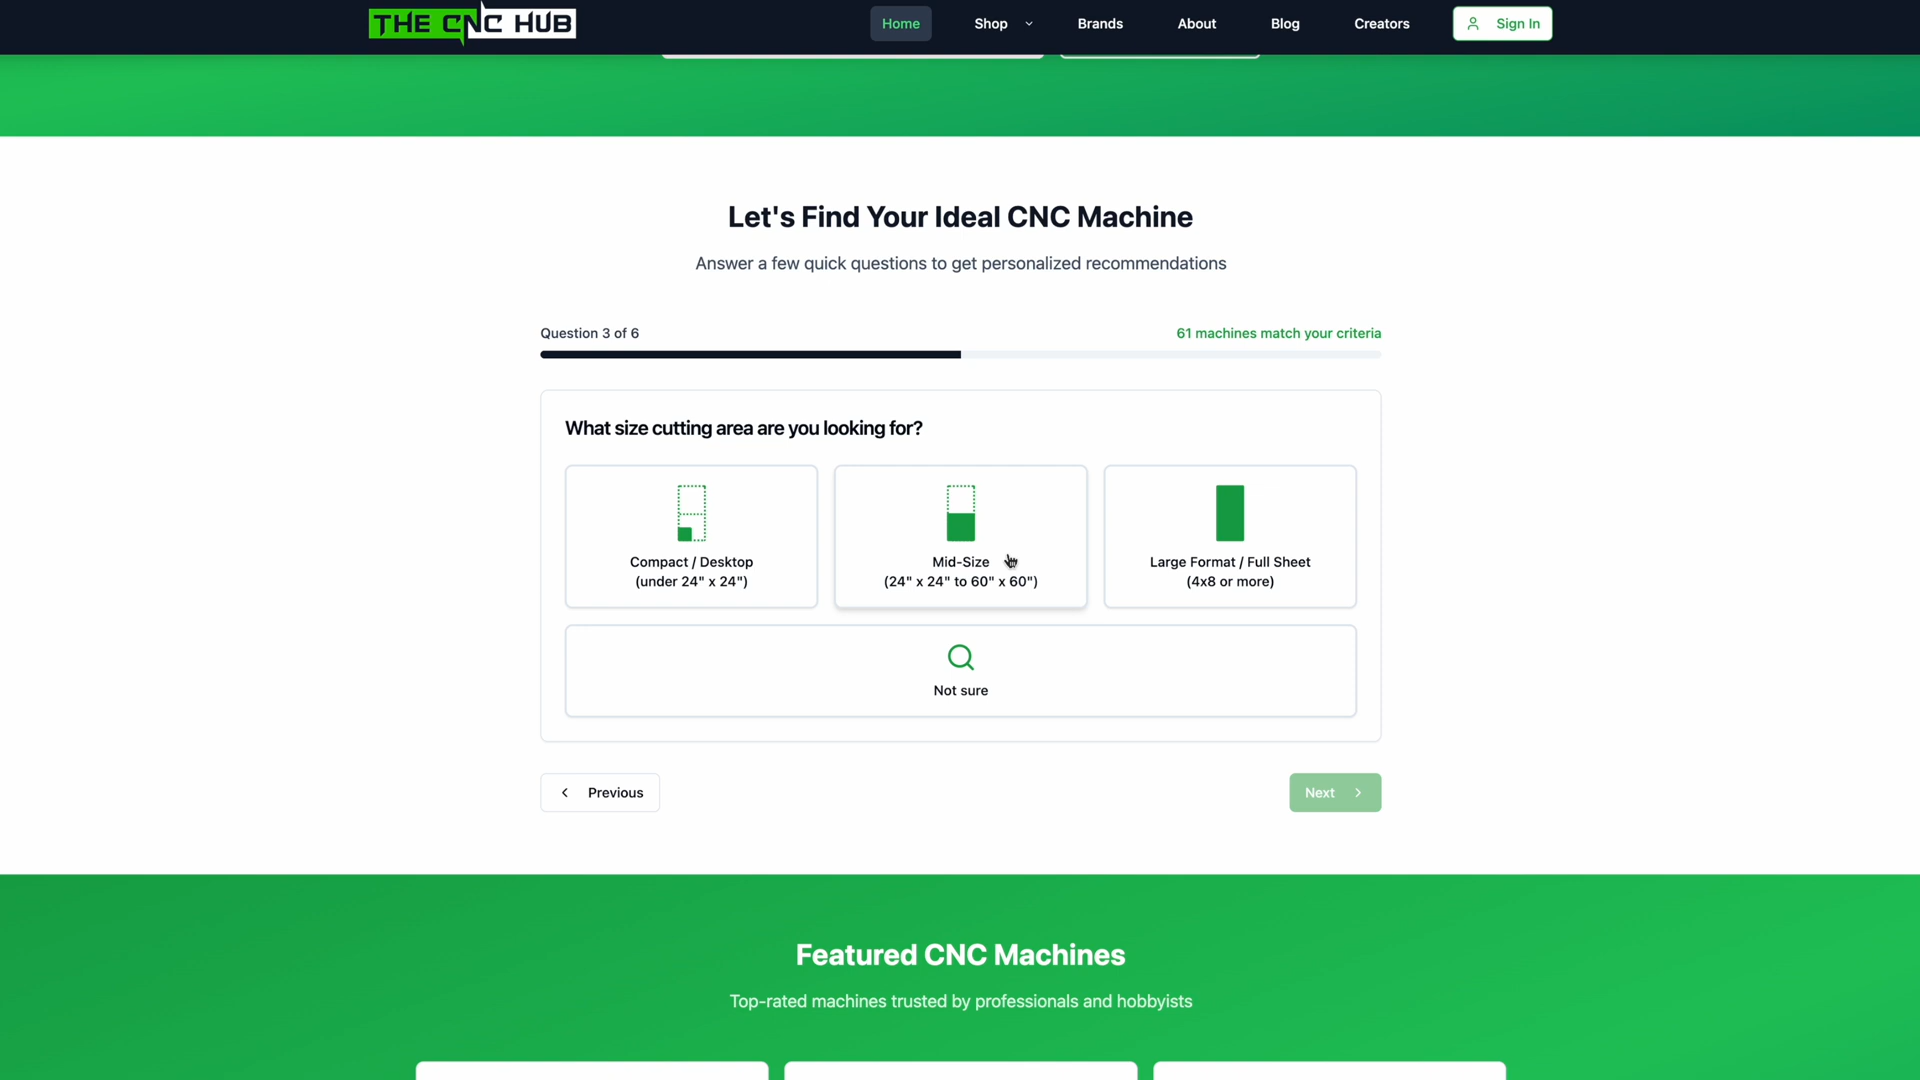 THE CNC HUB
Home
Shop
Brands
About
Blog
Creators
Sign In
Let's Find Your Ideal CNC Machine
Answer a few quick questions to get personalized recommendations
Question 3 of 6
61 machines match your criteria
What size cutting area are you looking for?
Compact / Desktop
(under 24" x 24")
Mid-Size
(24" x 24" to 60" x 60")
Large Format / Full Sheet
(4x8 or more)
Not sure
Previous
Next
Featured CNC Machines
Top-rated machines trusted by professionals and hobbyists